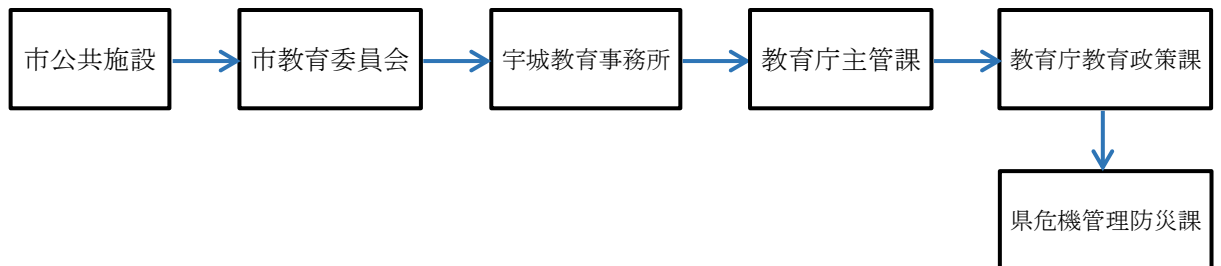 市公共施設
市教育委員会
宇城教育事務所
教育庁主管課
教育庁教育政策課
県危機管理防災課